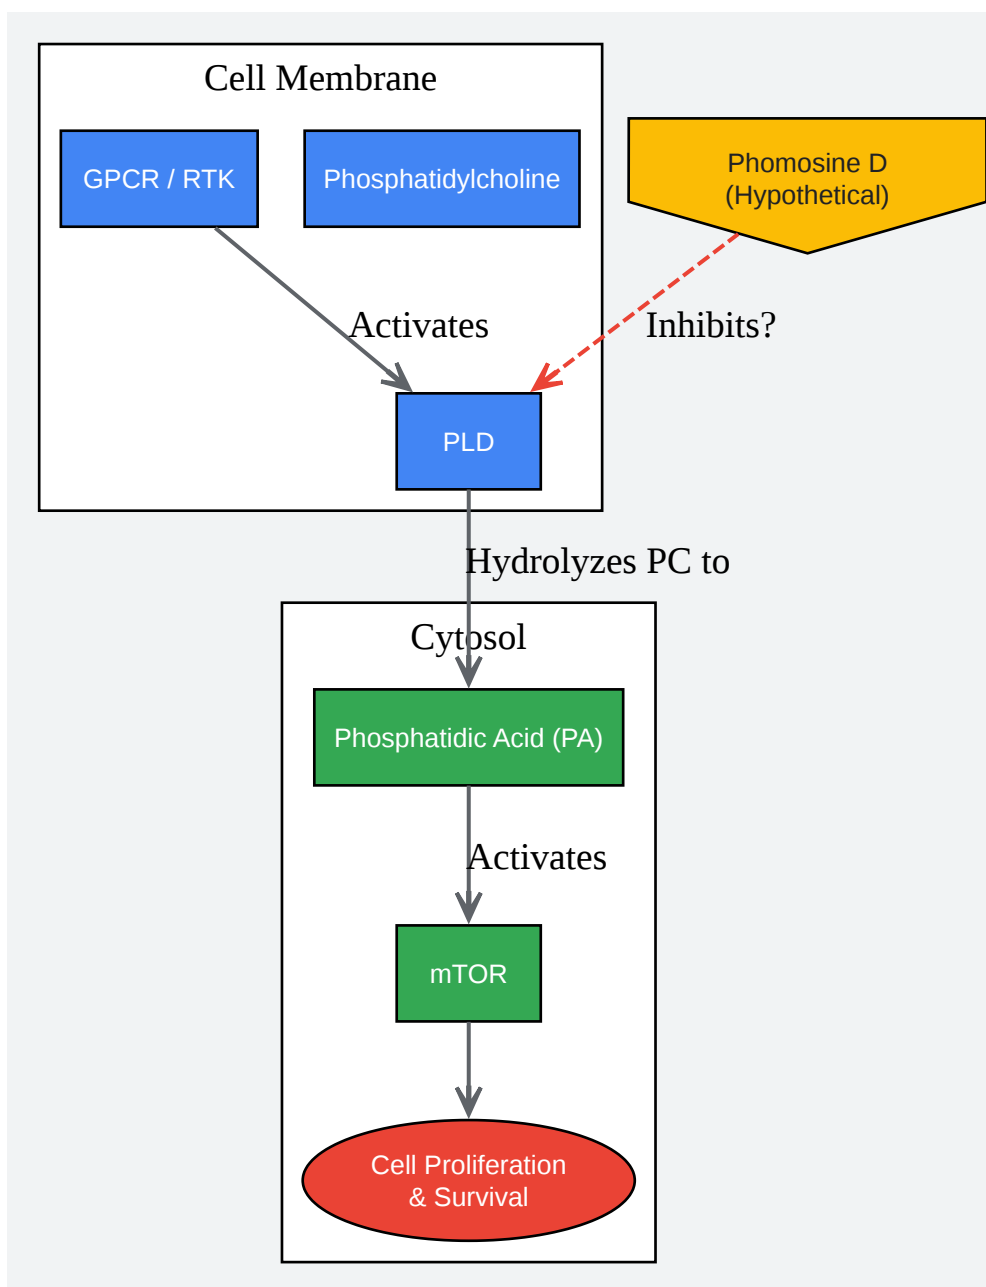 Cell Membrane
GPCR / RTK
Phosphatidylcholine
Phomosine D
(Hypothetical)
Activates
Inhibits?
PLD
Hydrolyzes PC to
Cytosol
Phosphatidic Acid (PA)
Activates
mTOR
Cell Proliferation
& Survival